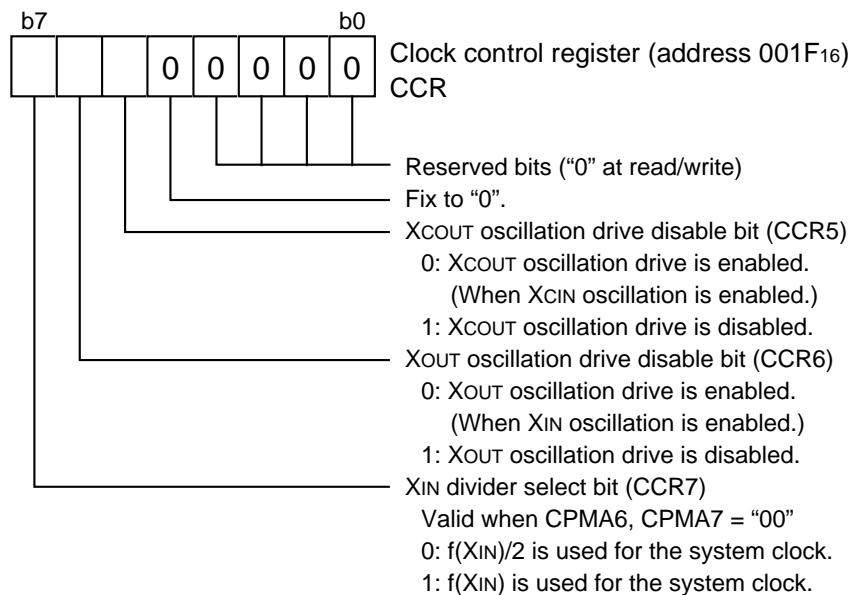 b7 b0
0 0 0 0 0
Clock control register (address 001F16)
CCR
Reserved bits (“0” at read/write)
Fix to “0”.
XCOUT oscillation drive disable bit (CCR5)
0: XCOUT oscillation drive is enabled.
(When XCIN oscillation is enabled.)
1: XCOUT oscillation drive is disabled.
XOUT oscillation drive disable bit (CCR6)
0: XOUT oscillation drive is enabled.
(When XIN oscillation is enabled.)
1: XOUT oscillation drive is disabled.
XIN divider select bit (CCR7)
Valid when CPMA6, CPMA7 = “00”
0: f(XIN)/2 is used for the system clock.
1: f(XIN) is used for the system clock.